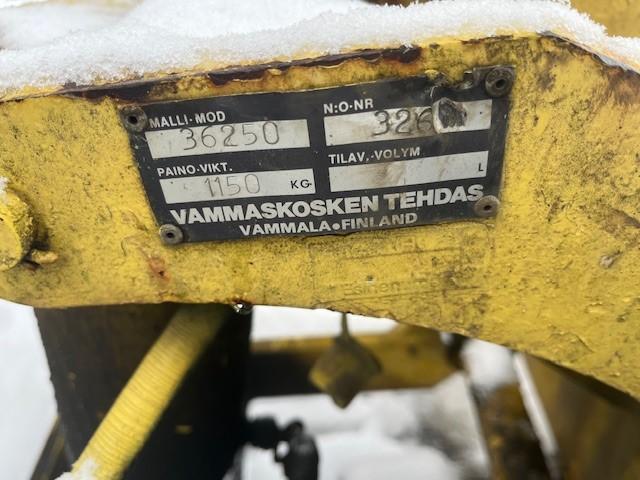 MALLI-MOD
36250
N:O-NR
326
PAINO-VIKT.
1150 KG
TILAV.-VOLYM
L
VAMMASKOSKEN TEHDAS
VAMMALA•FINLAND